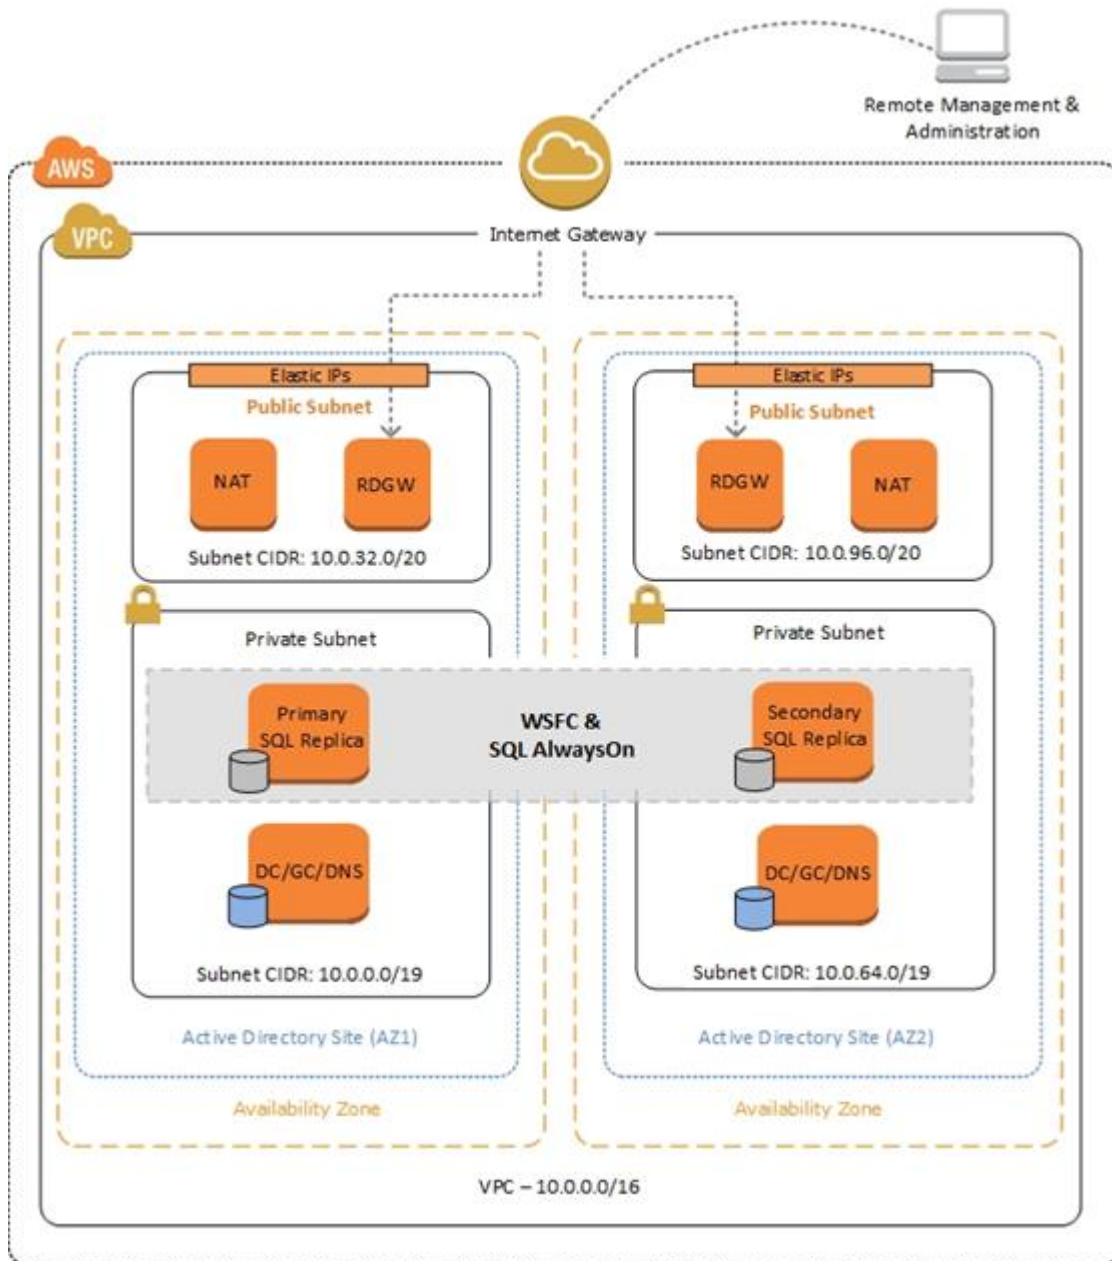 Remote Management &
Administration
AWS
VPC
Internet Gateway
Elastic IPs
Public Subnet
NAT
RDGW
Subnet CIDR: 10.0.32.0/20
Elastic IPs
Public Subnet
RDGW
NAT
Subnet CIDR: 10.0.96.0/20
Private Subnet
Private Subnet
Primary
SQL Replica
WSFC &
SQL AlwaysOn
Secondary
SQL Replica
DC/GC/DNS
DC/GC/DNS
Subnet CIDR: 10.0.0.0/19
Subnet CIDR: 10.0.64.0/19
Active Directory Site (AZ1)
Active Directory Site (AZ2)
Availability Zone
Availability Zone
VPC – 10.0.0.0/16